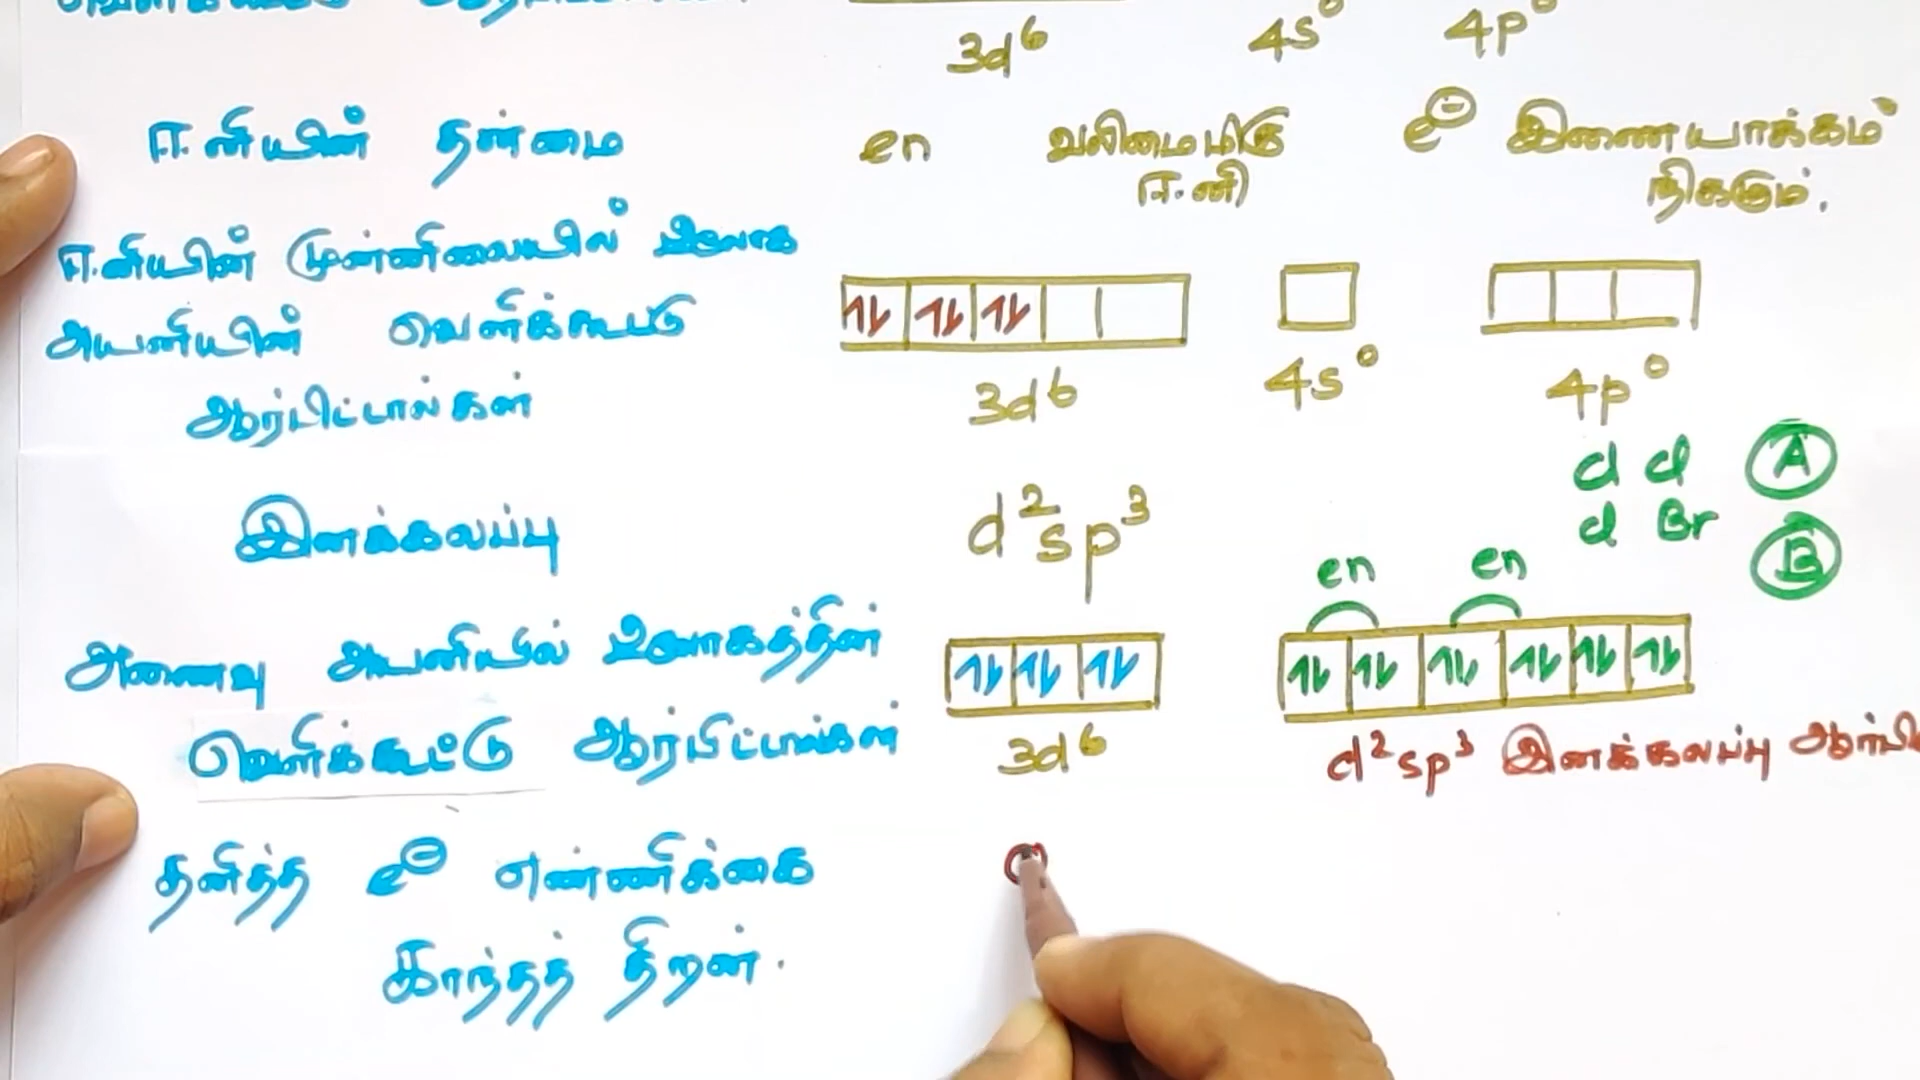 3d⁶ 4s⁰ 4p⁰
ஈ.னியின் தன்மை en வலிமைமிகு ஈ.னி e⊖ இணையாக்கம் நிகழும்.
ஈ.னியின் முன்னிலையில் உலோக
அயனியின் வெளிக்கூட்டு
ஆர்பிட்டால்கள்
3d⁶ 4s⁰ 4p⁰
Cl Cl A
Cl Br B
இனக்கலப்பு d²sp³
en en
அணைவு அயனியில் உலோகத்தின்
வெளிக்கூட்டு ஆர்பிட்டால்கள்
3d⁶ d²sp³ இனக்கலப்பு
தனித்த e⊖ எண்ணிக்கை
காந்தத் திறன்.